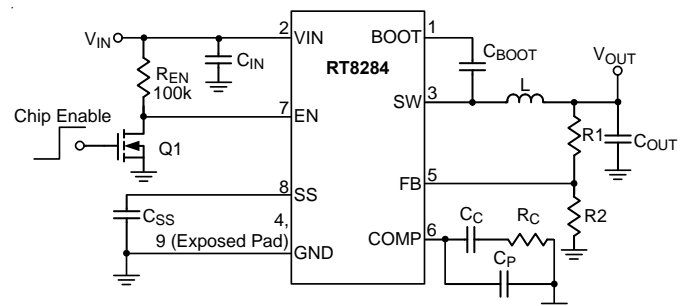 VIN
2
VIN
BOOT
1
CIN
RT8284
CBOOT
VOUT
REN
100k
SW
3
L
Chip Enable
7
EN
R1
COUT
Q1
FB
5
8
SS
CSS
4,
9 (Exposed Pad)
GND
COMP
6
CC
RC
R2
CP